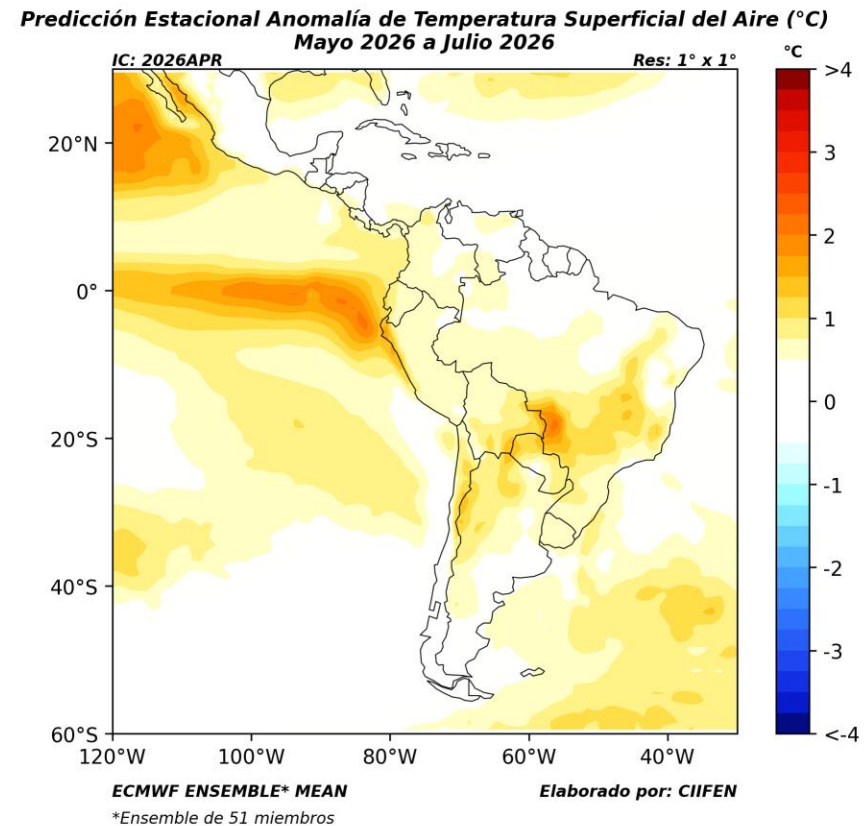 Predicción Estacional Anomalía de Temperatura Superficial del Aire (°C)
Mayo 2026 a Julio 2026
IC: 2026APR
Res: 1° x 1°
°C
>4
3
2
1
0
-1
-2
-3
<-4
20°N
0°
20°S
40°S
60°S
120°W
100°W
80°W
60°W
40°W
ECMWF ENSEMBLE* MEAN
Elaborado por: CIIFEN
*Ensemble de 51 miembros